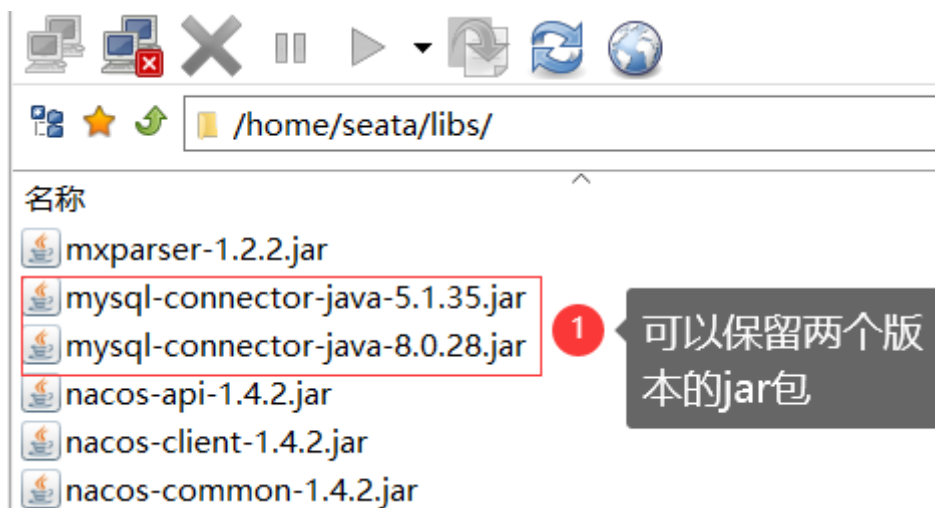 /home/seata/libs/
名称
mxparser-1.2.2.jar
mysql-connector-java-5.1.35.jar
mysql-connector-java-8.0.28.jar
1
可以保留两个版
本的jar包
nacos-api-1.4.2.jar
nacos-client-1.4.2.jar
nacos-common-1.4.2.jar